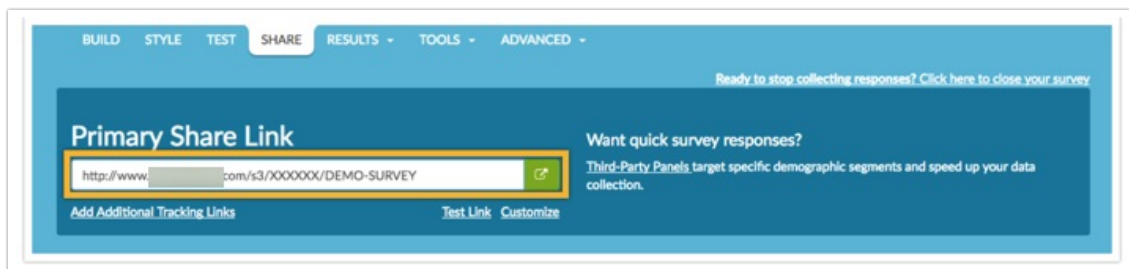 BUILD STYLE TEST SHARE RESULTS TOOLS ADVANCED
Ready to stop collecting responses? Click here to close your survey
Primary Share Link
http://www. com/s3/XXXXXX/DEMO-SURVEY
Add Additional Tracking Links
Test Link Customize
Want quick survey responses?
Third-Party Panels target specific demographic segments and speed up your data
collection.